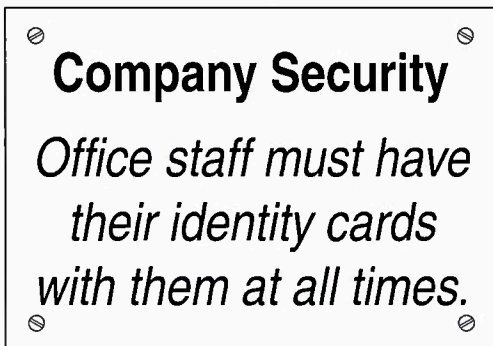 Company Security
Office staff must have
their identity cards
with them at all times.